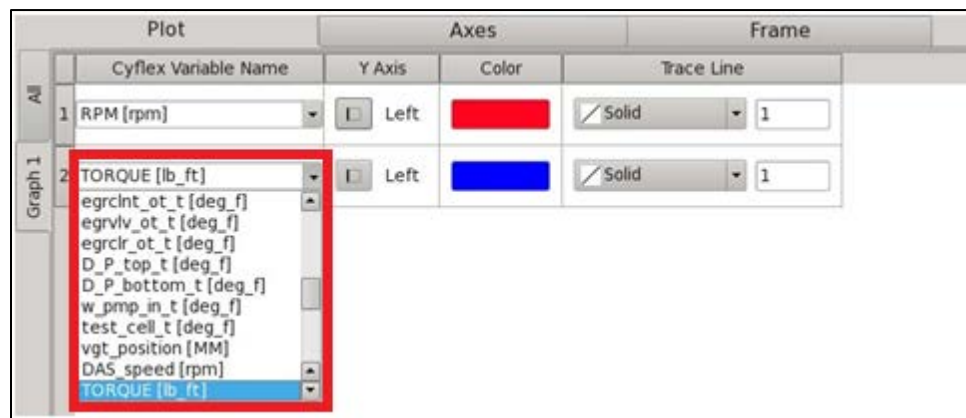 Plot Axes Frame
Cyflex Variable Name Y Axis Color Trace Line
All
1 RPM [rpm] Left Solid 1
Graph 1
2 TORQUE [lb_ft] Left Solid 1
egrclnt_ot_t [deg_f]
egrvlv_ot_t [deg_f]
egrclr_ot_t [deg_f]
D_P_top_t [deg_f]
D_P_bottom_t [deg_f]
w_pmp_in_t [deg_f]
test_cell_t [deg_f]
vgt_position [MM]
DAS_speed [rpm]
TORQUE [lb_ft]